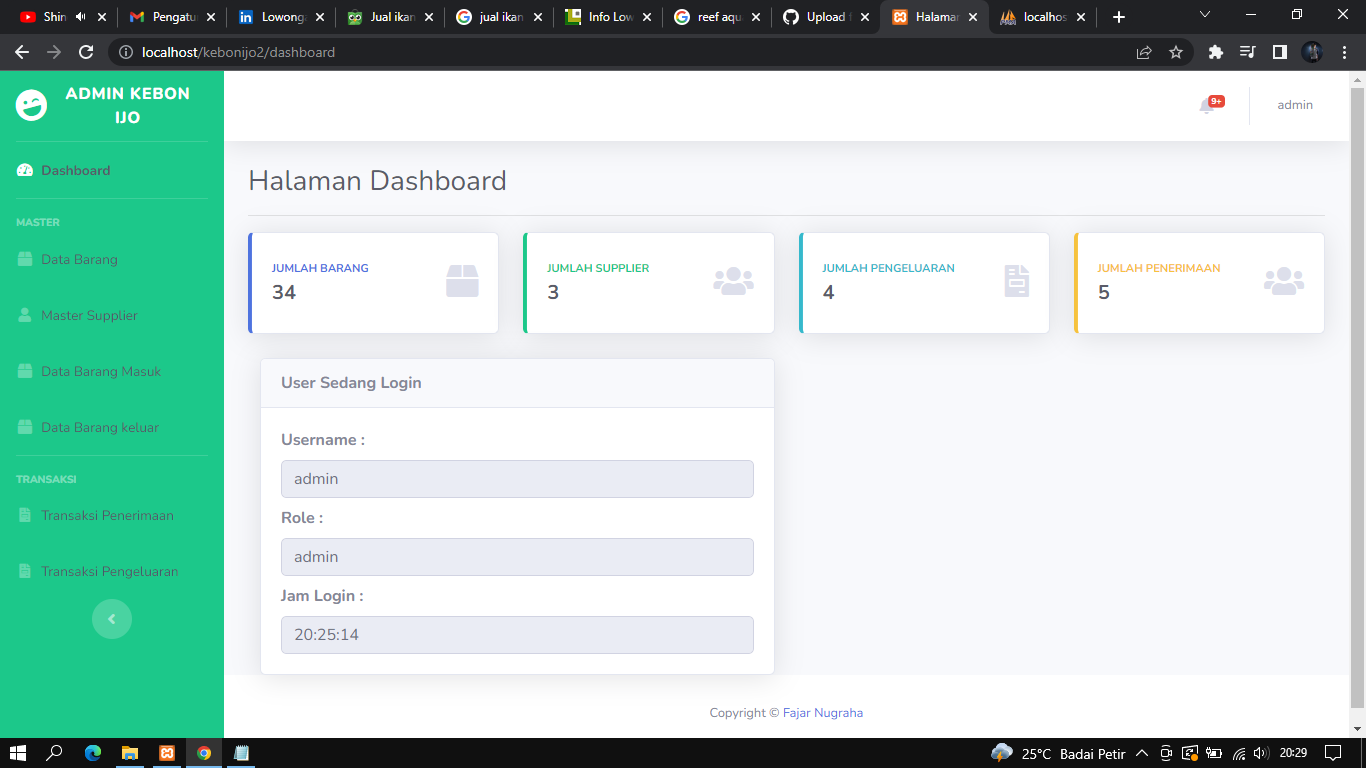 Shin
Pengatu
Lowong
Jual ikan
jual ikan
Info Low
reef aqu
Upload f
Halaman
localhos
localhost/kebonijo2/dashboard
ADMIN KEBON
IJO
9+
admin
Dashboard
Halaman Dashboard
MASTER
Data Barang
Master Supplier
Data Barang Masuk
Data Barang keluar
TRANSAKSI
Transaksi Penerimaan
Transaksi Pengeluaran
JUMLAH BARANG
34
JUMLAH SUPPLIER
3
JUMLAH PENGELUARAN
4
JUMLAH PENERIMAAN
5
User Sedang Login
Username :
admin
Role :
admin
Jam Login :
20:25:14
Copyright © Fajar Nugraha
25°C Badai Petir
20:29